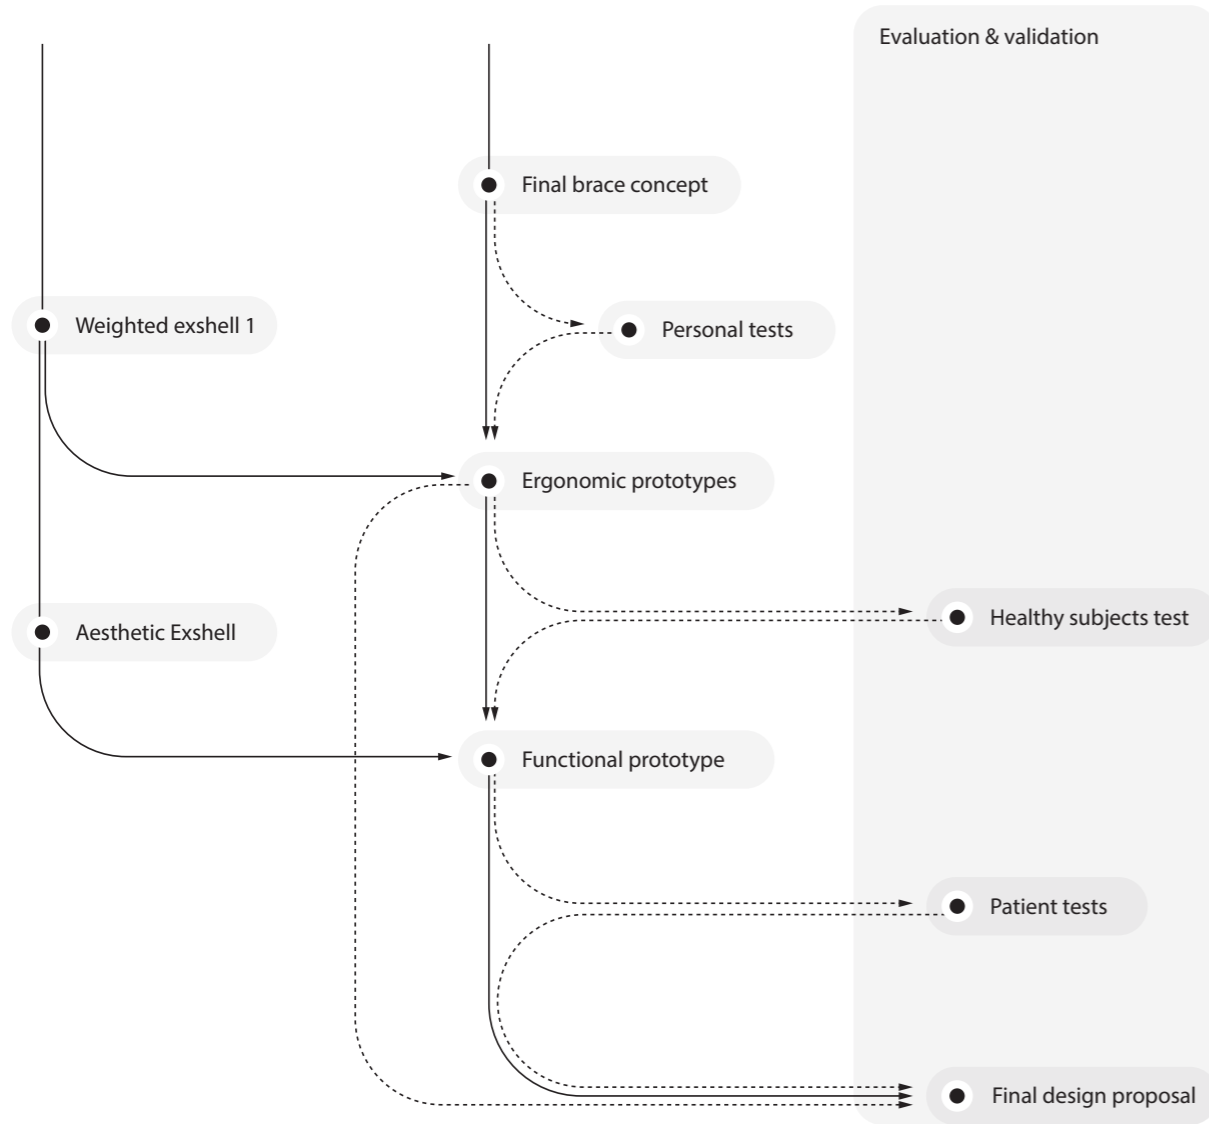 Evaluation & validation
Final brace concept
Weighted exshell 1
Personal tests
Ergonomic prototypes
Healthy subjects test
Aesthetic Exshell
Functional prototype
Patient tests
Final design proposal